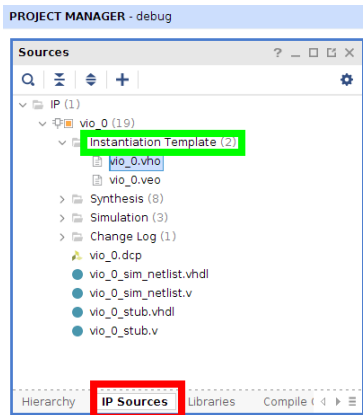 PROJECT MANAGER - debug
Sources
IP (1)
vio_0 (19)
Instantiation Template (2)
vio_0.vho
vio_0.veo
Synthesis (8)
Simulation (3)
Change Log (1)
vio_0.dcp
vio_0_sim_netlist.vhdl
vio_0_sim_netlist.v
vio_0_stub.vhdl
vio_0_stub.v
Hierarchy IP Sources Libraries Compile